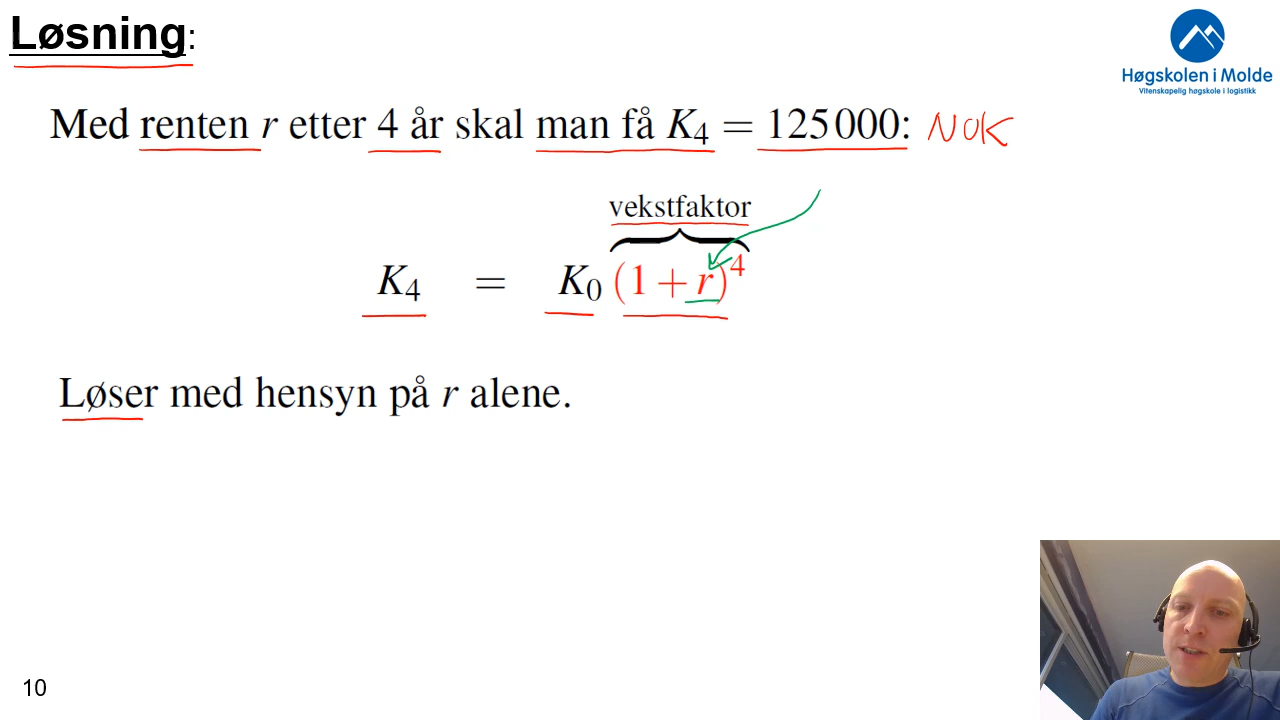 Løsning:
Høgskolen i Molde
Vitenskapelig høgskole i logistikk
Med renten r etter 4 år skal man få K₄ = 125 000: NOK
vekstfaktor
K₄ = K₀ (1 + r)⁴
Løser med hensyn på r alene.
10